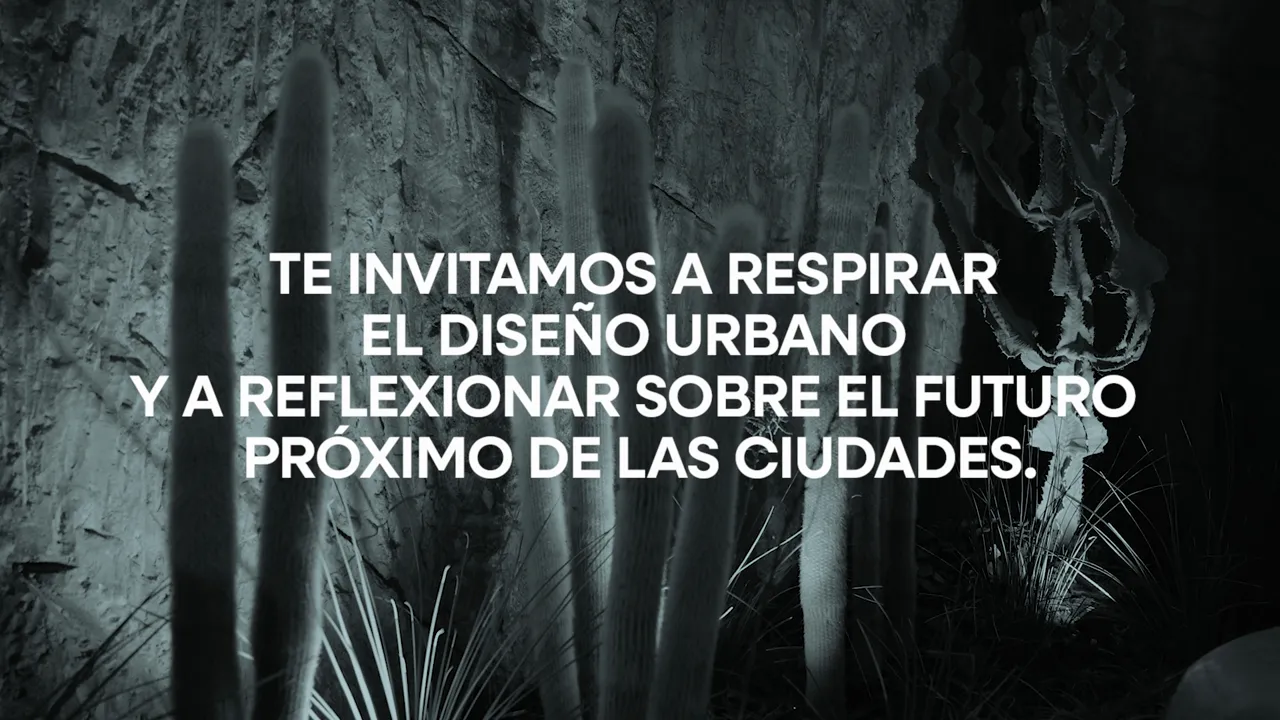 TE INVITAMOS A RESPIRAR
EL DISEÑO URBANO
Y A REFLEXIONAR SOBRE EL FUTURO
PRÓXIMO DE LAS CIUDADES.